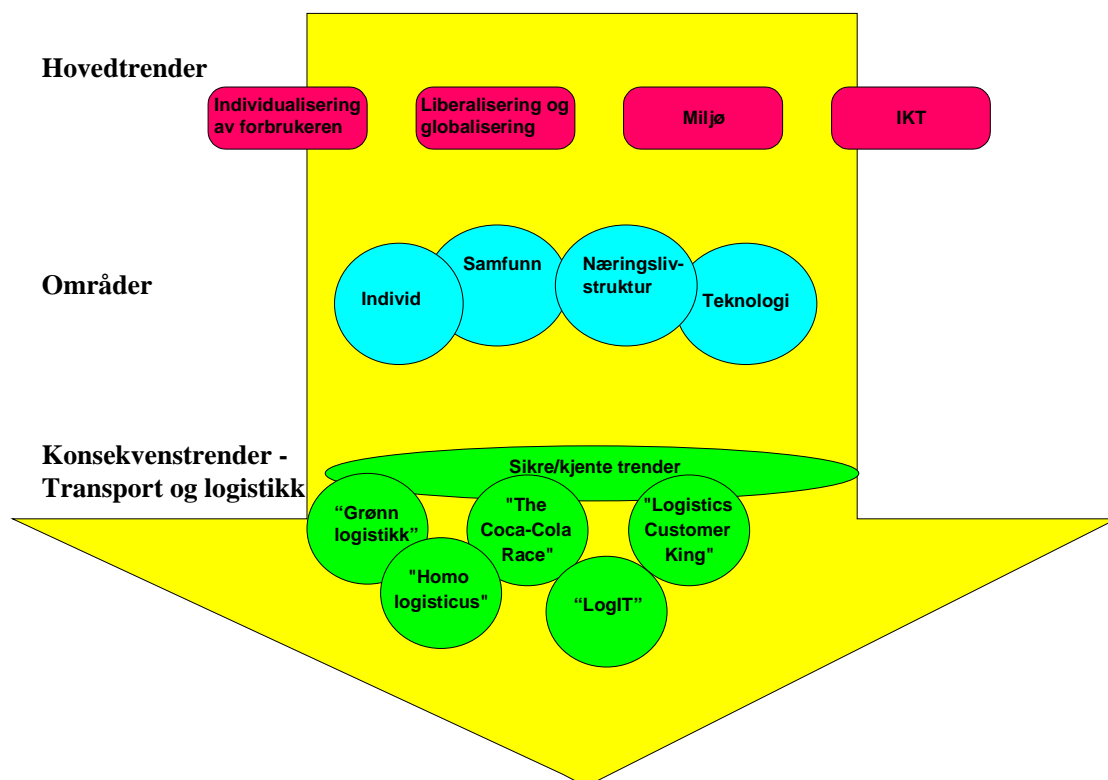 Hovedtrender
Individualisering
av forbrukeren
Liberalisering og
globalisering
Miljø
IKT
Områder
Individ
Samfunn
Næringsliv-
struktur
Teknologi
Konsekvenstrender -
Transport og logistikk
Sikre/kjente trender
“Grønn
logistikk”
"The
Coca-Cola
Race"
"Logistics
Customer
King"
"Homo
logisticus"
“LogIT”